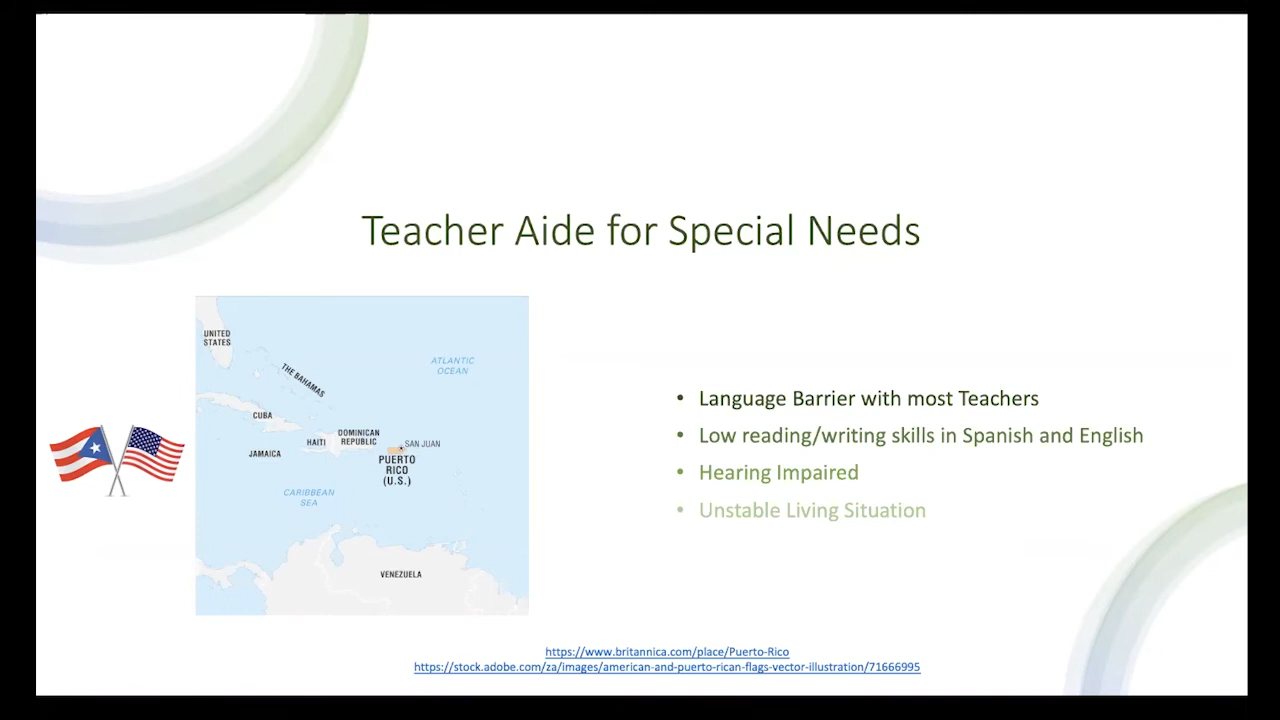 Teacher Aide for Special Needs
UNITED
STATES
THE BAHAMAS
ATLANTIC
OCEAN
CUBA
DOMINICAN
REPUBLIC
HAITI
SAN JUAN
JAMAICA
PUERTO
RICO
(U.S.)
CARIBBEAN
SEA
VENEZUELA
• Language Barrier with most Teachers
• Low reading/writing skills in Spanish and English
• Hearing Impaired
• Unstable Living Situation
https://www.britannica.com/place/Puerto-Rico
https://stock.adobe.com/za/images/american-and-puerto-rican-flags-vector-illustration/71666995